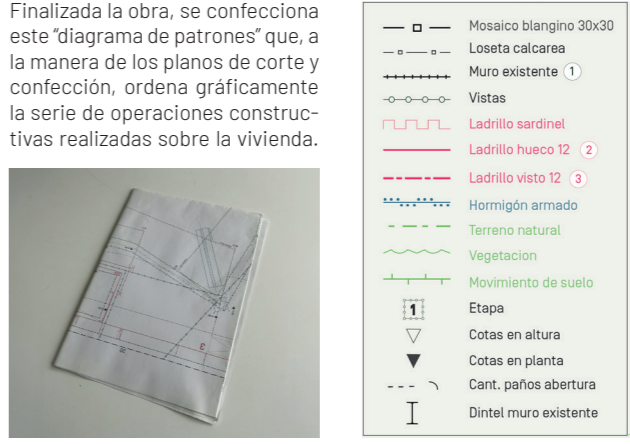 Finalizada la obra, se confecciona
este “diagrama de patrones” que, a
la manera de los planos de corte y
confección, ordena gráficamente
la serie de operaciones construc-
tivas realizadas sobre la vivienda.
Mosaico blangino 30x30
Loseta calcarea
Muro existente 1
Vistas
Ladrillo sardinel
Ladrillo hueco 12 2
Ladrillo visto 12 3
Hormigón armado
Terreno natural
Vegetacion
Movimiento de suelo
1 Etapa
Cotas en altura
Cotas en planta
Cant. paños abertura
Dintel muro existente